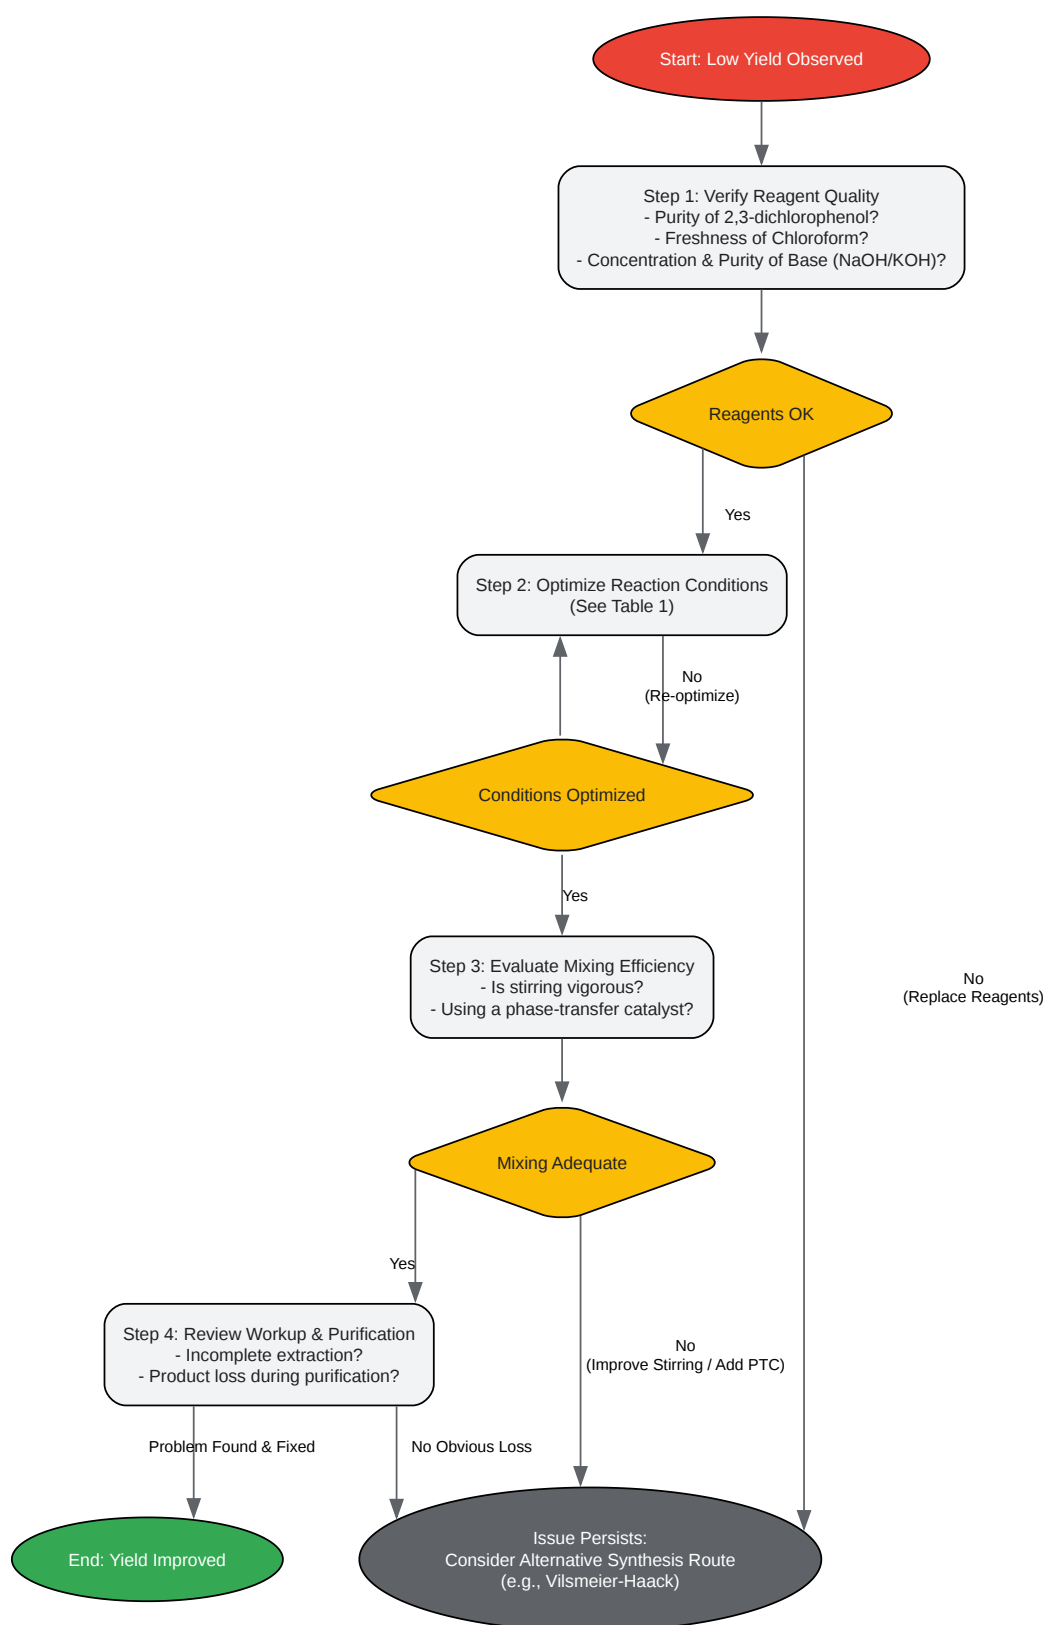 Start: Low Yield Observed
Step 1: Verify Reagent Quality
- Purity of 2,3-dichlorophenol?
- Freshness of Chloroform?
- Concentration & Purity of Base (NaOH/KOH)?
Reagents OK
Yes
Step 2: Optimize Reaction Conditions
(See Table 1)
No
(Re-optimize)
Conditions Optimized
Yes
Step 3: Evaluate Mixing Efficiency
- Is stirring vigorous?
- Using a phase-transfer catalyst?
No
(Replace Reagents)
Mixing Adequate
Yes
Step 4: Review Workup & Purification
- Incomplete extraction?
- Product loss during purification?
No
(Improve Stirring / Add PTC)
Problem Found & Fixed
No Obvious Loss
End: Yield Improved
Issue Persists:
Consider Alternative Synthesis Route
(e.g., Vilsmeier-Haack)